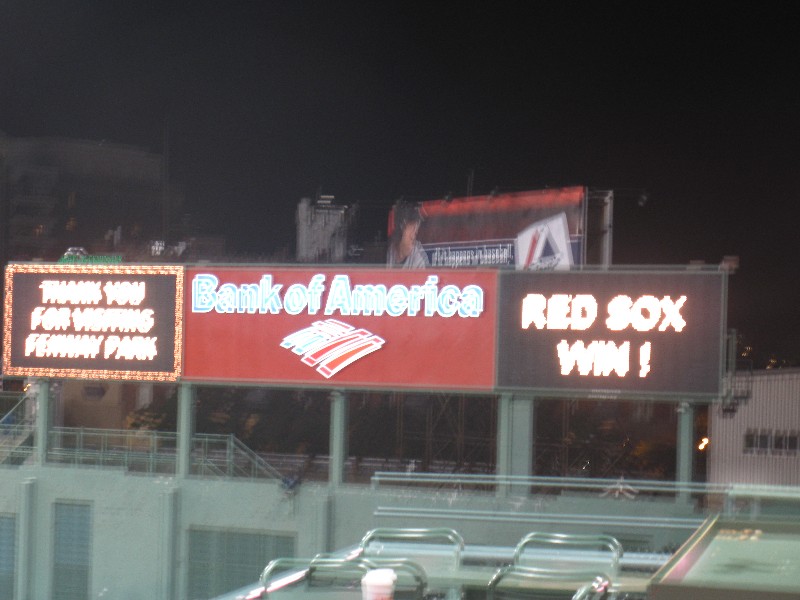 THANK YOU
FOR VISITING
FENWAY PARK
Bank of America
RED SOX
WIN !